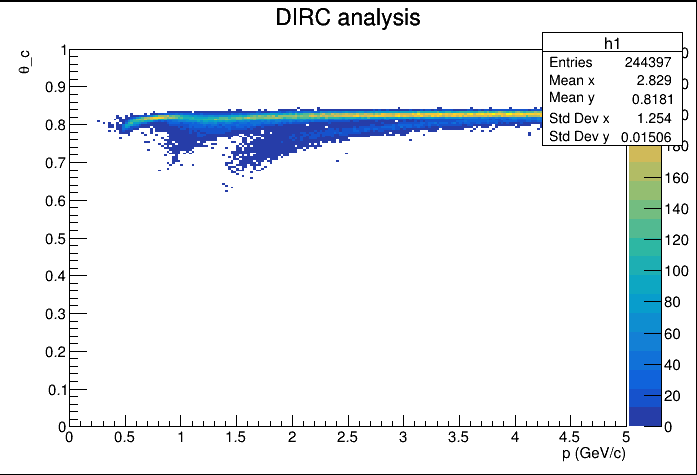 DIRC analysis
h1
Entries 244397
Mean x 2.829
Mean y 0.8181
Std Dev x 1.254
Std Dev y 0.01506
θ_c
1
0.9
0.8
0.7
0.6
0.5
0.4
0.3
0.2
0.1
0
0 0.5 1 1.5 2 2.5 3 3.5 4 4.5 5
p (GeV/c)
160
140
120
100
80
60
40
20
0